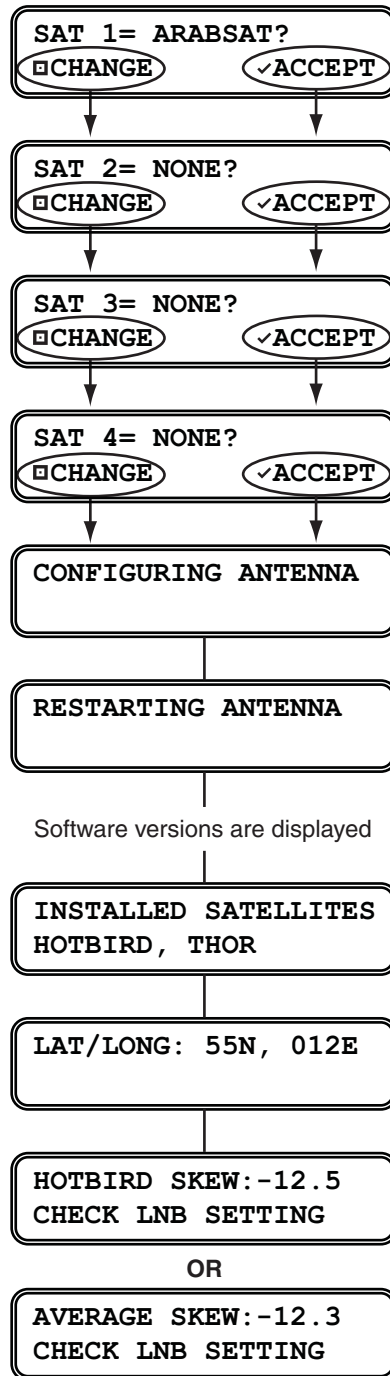 SAT 1= ARABSAT?
⊡CHANGE ✓ACCEPT
SAT 2= NONE?
⊡CHANGE ✓ACCEPT
SAT 3= NONE?
⊡CHANGE ✓ACCEPT
SAT 4= NONE?
⊡CHANGE ✓ACCEPT
CONFIGURING ANTENNA
RESTARTING ANTENNA
Software versions are displayed
INSTALLED SATELLITES
HOTBIRD, THOR
LAT/LONG: 55N, 012E
HOTBIRD SKEW:-12.5
CHECK LNB SETTING
OR
AVERAGE SKEW:-12.3
CHECK LNB SETTING